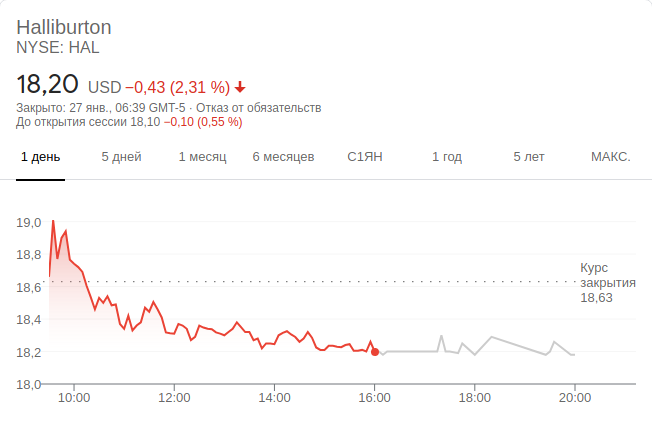 Halliburton
NYSE: HAL
18,20 USD −0,43 (2,31 %)
Закрыто: 27 янв., 06:39 GMT-5 · Отказ от обязательств
До открытия сессии 18,10 −0,10 (0,55 %)
1 день 5 дней 1 месяц 6 месяцев С1ЯН 1 год 5 лет МАКС.
19,0
18,8
Курс
закрытия
18,63
18,6
18,4
18,2
18,0
10:00 12:00 14:00 16:00 18:00 20:00